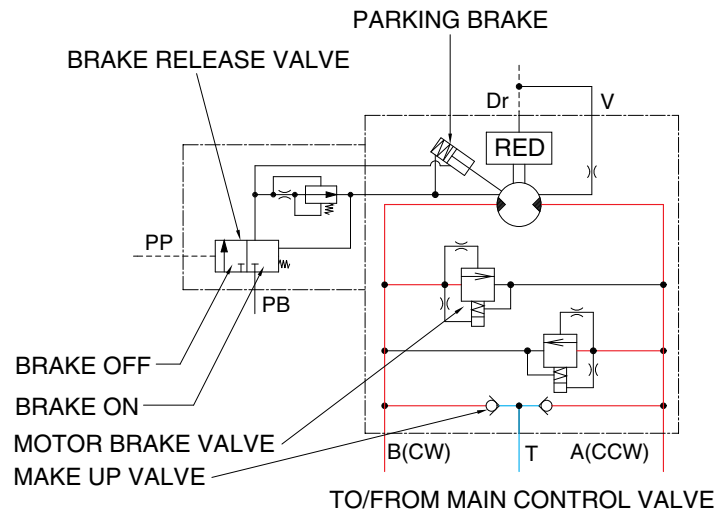 PARKING BRAKE
BRAKE RELEASE VALVE
Dr
V
RED
PP
PB
BRAKE OFF
BRAKE ON
MOTOR BRAKE VALVE
MAKE UP VALVE
B(CW)
T
A(CCW)
TO/FROM MAIN CONTROL VALVE